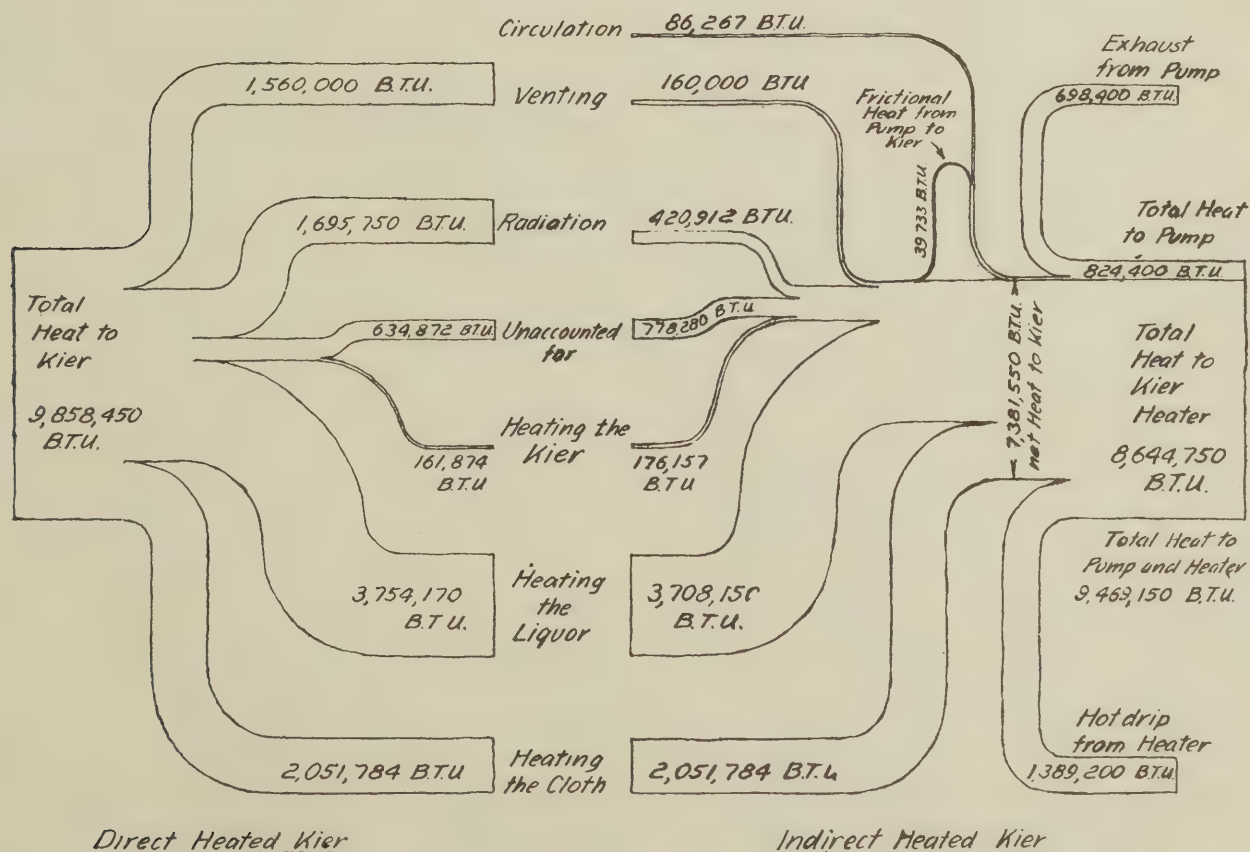 Circulation
86,267 B.T.U.
Exhaust
from Pump
698,400 B.T.U.
1,560,000 B.T.U.
Venting
160,000 BTU
Frictional
Heat from
Pump to
Kier
39733 B.T.U.
1,695,750 B.T.U.
Radiation
420,912 BTU.
Total Heat
to Pump
824,400 B.T.U.
Total
Heat to
Kier
9,858,450
B.T.U.
634,872 BTU.
Unaccounted
for
778,280 B T U
7,381,550 B.T.U.
net Heat to Kier
Total
Heat to
Kier
Heater
8,644,750
B.T.U.
Heating the
Kier
161,874
B.T.U
176,157
B.T.U
Total Heat to
Pump and Heater
9,469,150 B.T.U.
3,754,170
B.T U.
Heating
the
Liquor
3,708,150
B.T.U.
Hot drip
from Heater
1,389,200 B.T.U.
2,051,784 B.T.U
Heating
the Cloth
2,051,784 B.T.U
Direct Heated Kier
Indirect Heated Kier